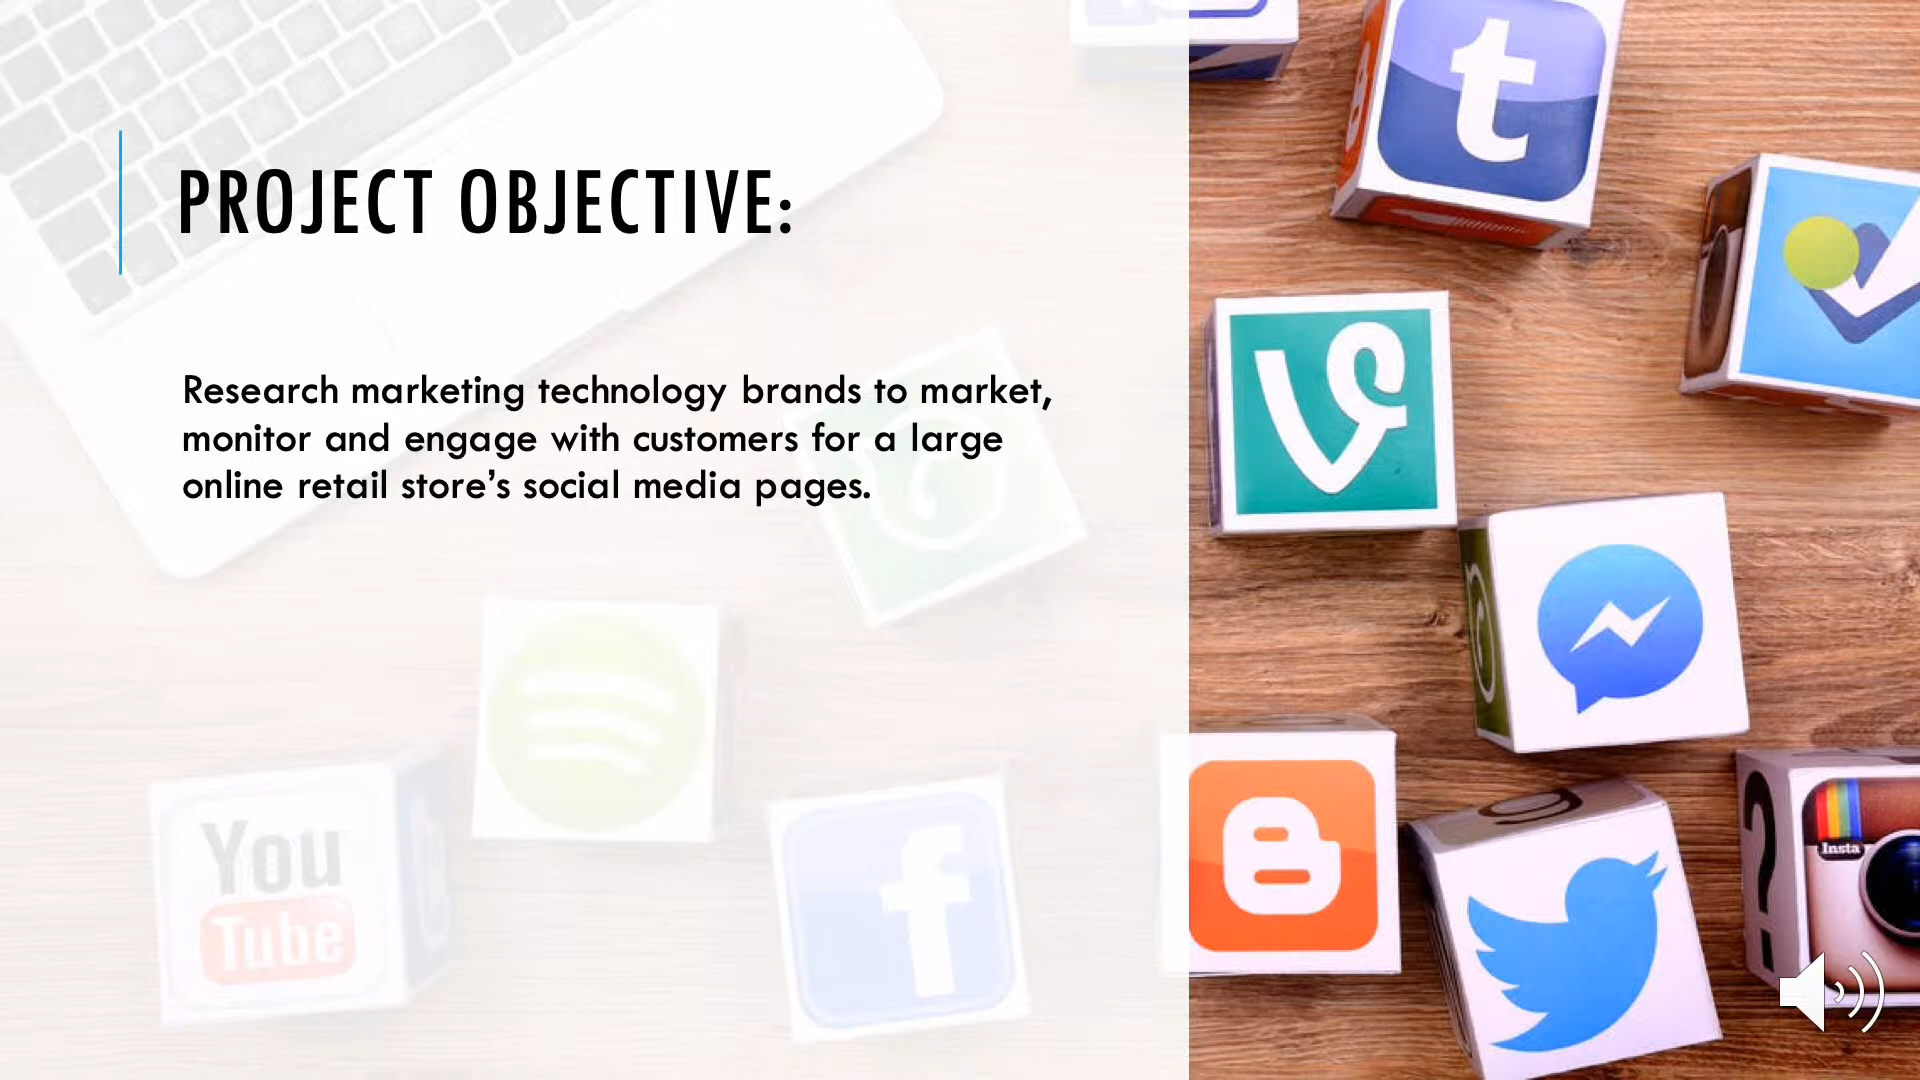 PROJECT OBJECTIVE:
Research marketing technology brands to market,
monitor and engage with customers for a large
online retail store’s social media pages.
You
Tube
f
t
B
Insta
?